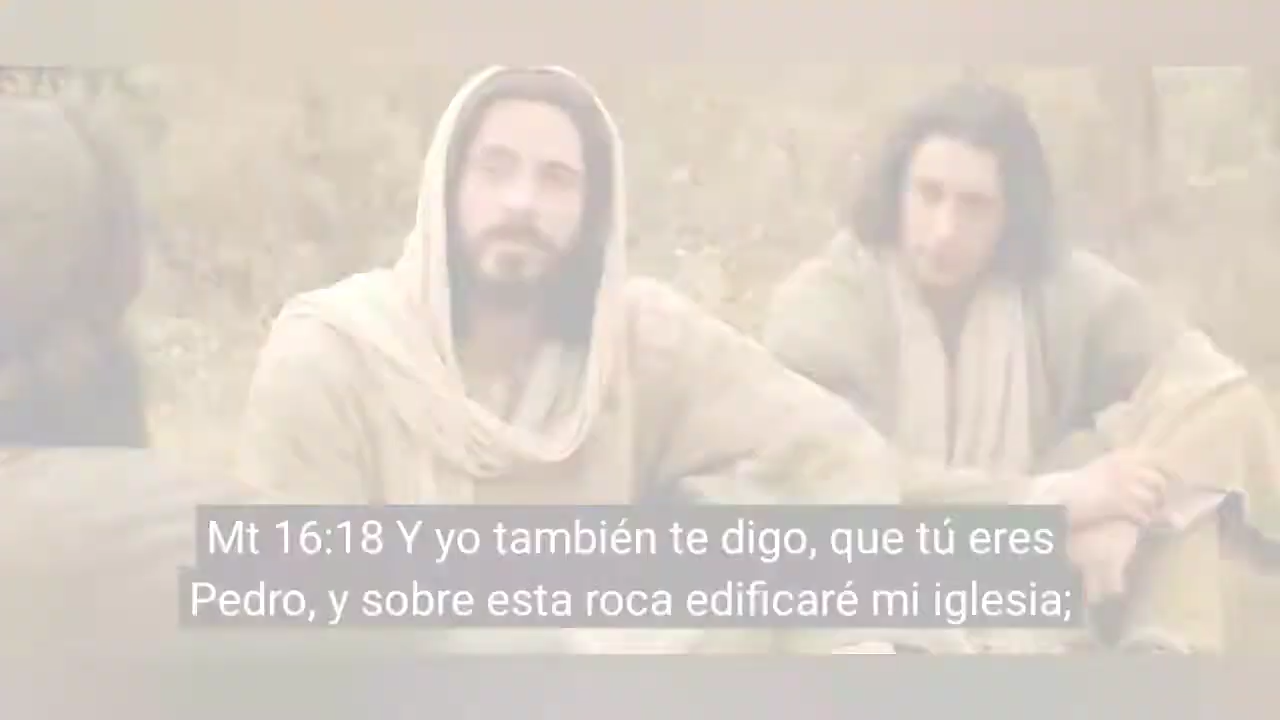 Mt 16:18 Y yo también te digo, que tú eres
Pedro, y sobre esta roca edificaré mi iglesia;